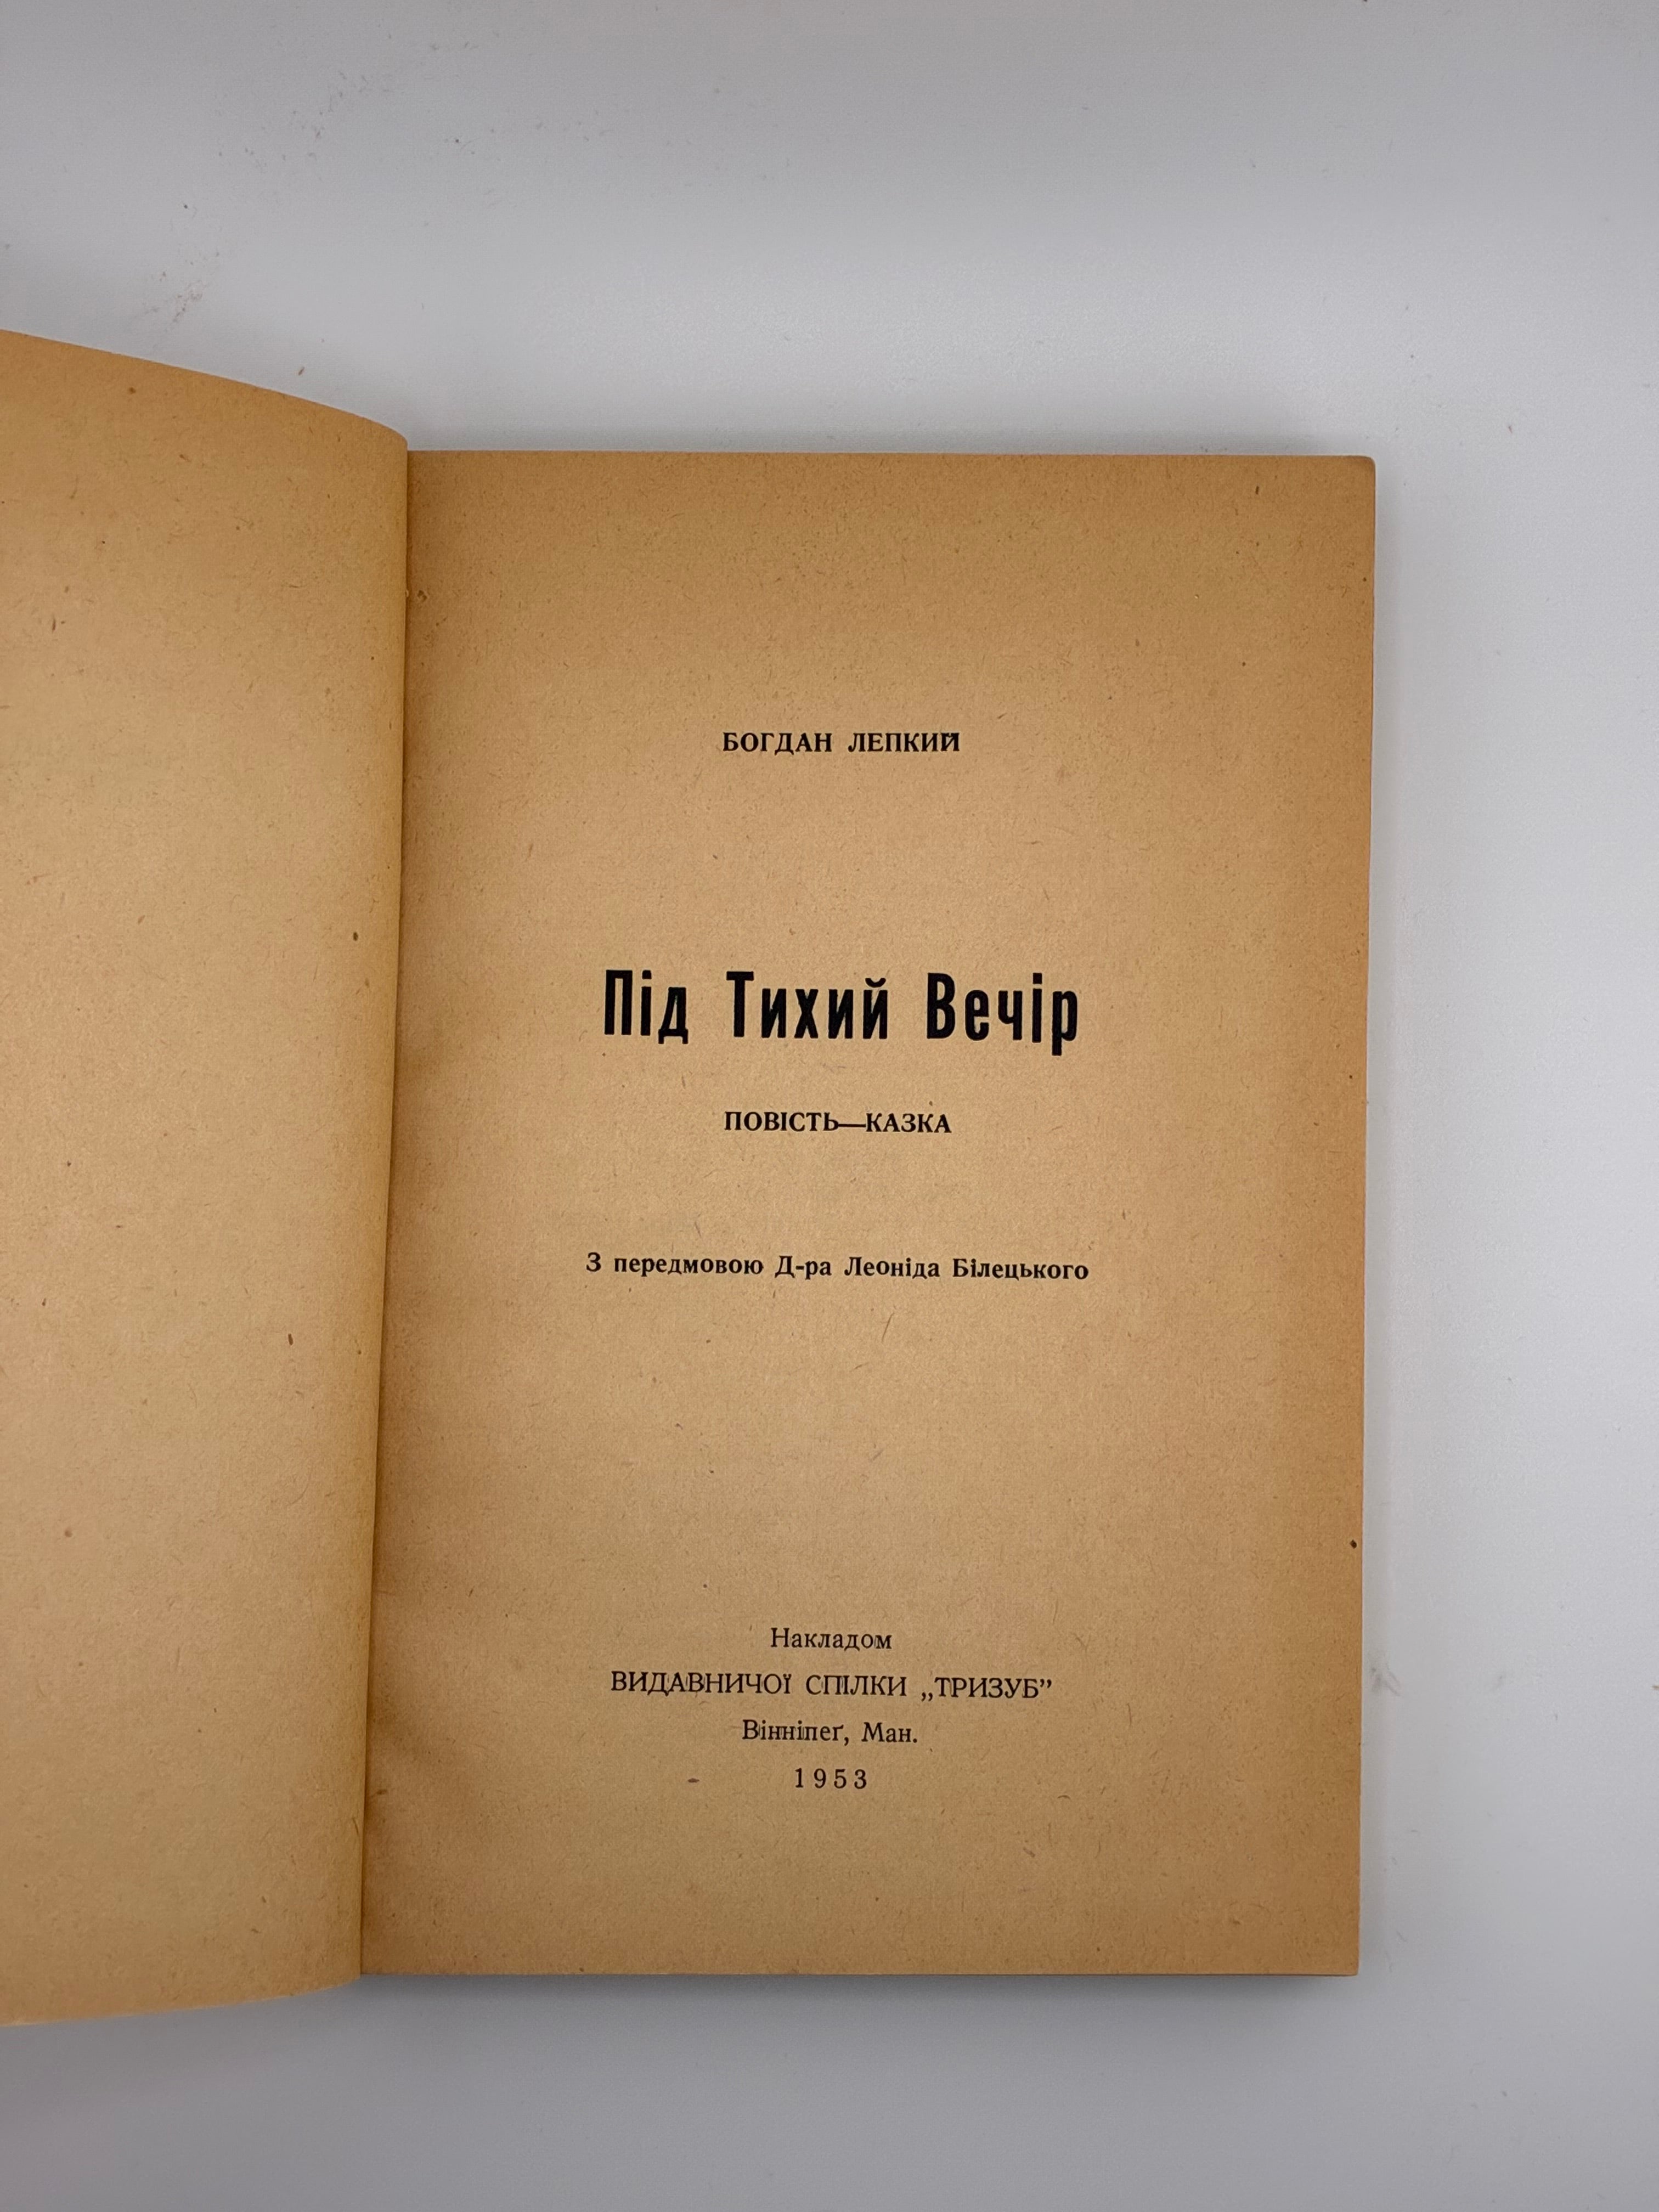 БОГДАН ЛЕПКИЙ
Під Тихий Вечір
ПОВІСТЬ—КАЗКА
З передмовою Д-ра Леоніда Білецького
Накладом
ВИДАВНИЧОЇ СПІЛКИ „ТРИЗУБ”
Вінніпеґ, Ман.
1953